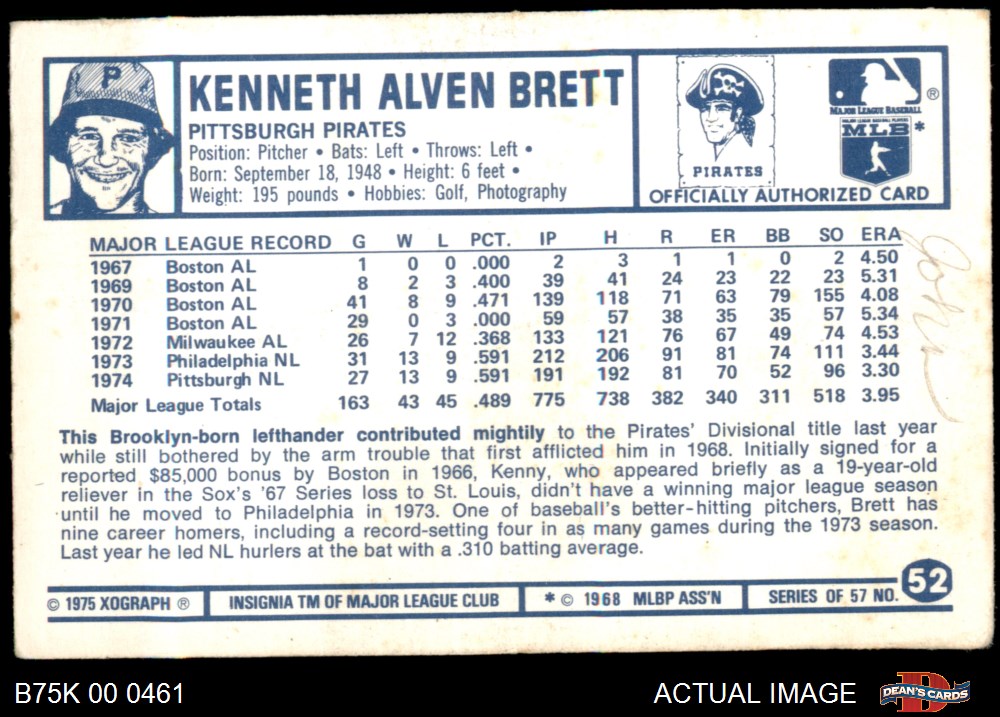 P
KENNETH ALVEN BRETT
PITTSBURGH PIRATES
Position: Pitcher • Bats: Left • Throws: Left •
Born: September 18, 1948 • Height: 6 feet •
Weight: 195 pounds • Hobbies: Golf, Photography
PIRATES
MAJOR LEAGUE BASEBALL
®
MAJOR LEAGUE BASEBALL PLAYERS
MLB *
OFFICIALLY AUTHORIZED CARD
MAJOR LEAGUE RECORD G W L PCT. IP H R ER BB SO ERA
1967 Boston AL 1 0 0 .000 2 3 1 1 0 2 4.50
1969 Boston AL 8 2 3 .400 39 41 24 23 22 23 5.31
1970 Boston AL 41 8 9 .471 139 118 71 63 79 155 4.08
1971 Boston AL 29 0 3 .000 59 57 38 35 35 57 5.34
1972 Milwaukee AL 26 7 12 .368 133 121 76 67 49 74 4.53
1973 Philadelphia NL 31 13 9 .591 212 206 91 81 74 111 3.44
1974 Pittsburgh NL 27 13 9 .591 191 192 81 70 52 96 3.30
Major League Totals 163 43 45 .489 775 738 382 340 311 518 3.95
John
This Brooklyn-born lefthander contributed mightily to the Pirates' Divisional title last year
while still bothered by the arm trouble that first afflicted him in 1968. Initially signed for a
reported $85,000 bonus by Boston in 1966, Kenny, who appeared briefly as a 19-year-old
reliever in the Sox's '67 Series loss to St. Louis, didn't have a winning major league season
until he moved to Philadelphia in 1973. One of baseball's better-hitting pitchers, Brett has
nine career homers, including a record-setting four in as many games during the 1973 season.
Last year he led NL hurlers at the bat with a .310 batting average.
© 1975 XOGRAPH ® INSIGNIA TM OF MAJOR LEAGUE CLUB * © 1968 MLBP ASS'N SERIES OF 57 NO. 52
B75K 00 0461 ACTUAL IMAGE DEAN'S CARDS